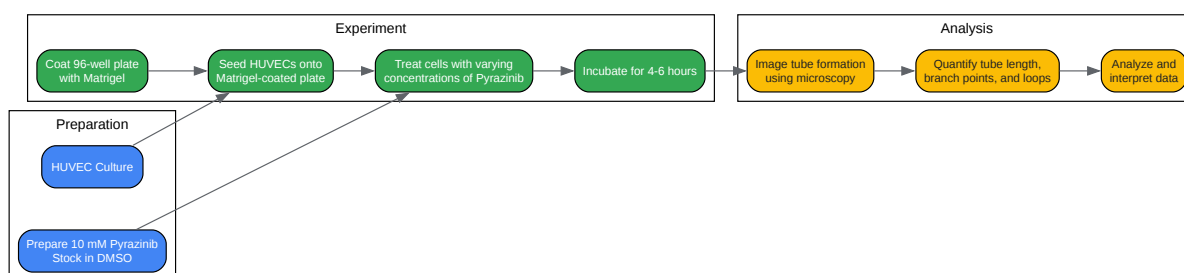 Experiment
Coat 96-well plate
with Matrigel
Seed HUVECs onto
Matrigel-coated plate
Treat cells with varying
concentrations of Pyrazinib
Incubate for 4-6 hours
Analysis
Image tube formation
using microscopy
Quantify tube length,
branch points, and loops
Analyze and
interpret data
Preparation
HUVEC Culture
Prepare 10 mM Pyrazinib
Stock in DMSO